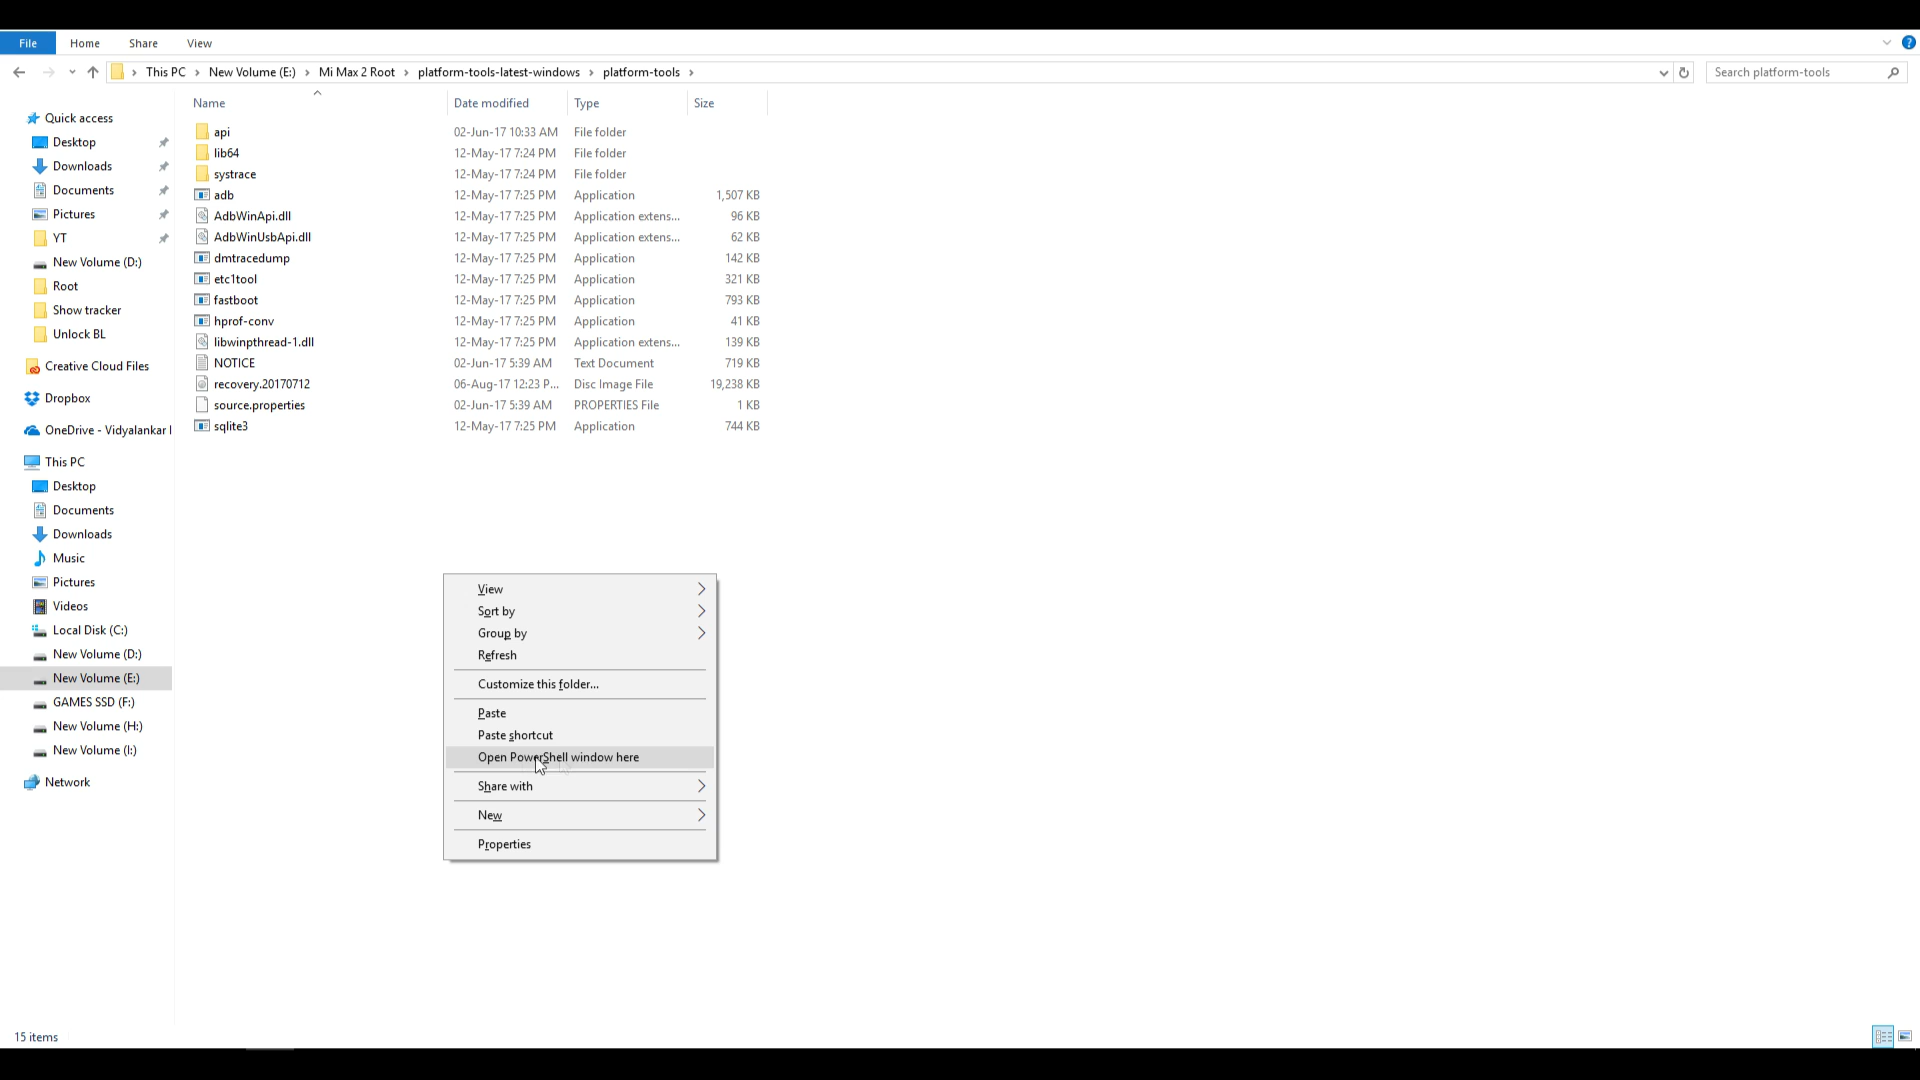 File Home Share View
This PC New Volume (E:) Mi Max 2 Root platform-tools-latest-windows platform-tools Search platform-tools
Name Date modified Type Size
Quick access
Desktop
Downloads
Documents
Pictures
YT
New Volume (D:)
Root
Show tracker
Unlock BL
Creative Cloud Files
Dropbox
OneDrive - Vidyalankar I
This PC
Desktop
Documents
Downloads
Music
Pictures
Videos
Local Disk (C:)
New Volume (D:)
New Volume (E:)
GAMES SSD (F:)
New Volume (H:)
New Volume (I:)
Network
api 02-Jun-17 10:33 AM File folder
lib64 12-May-17 7:24 PM File folder
systrace 12-May-17 7:24 PM File folder
adb 12-May-17 7:25 PM Application 1,507 KB
AdbWinApi.dll 12-May-17 7:25 PM Application extens... 96 KB
AdbWinUsbApi.dll 12-May-17 7:25 PM Application extens... 62 KB
dmtracedump 12-May-17 7:25 PM Application 142 KB
etc1tool 12-May-17 7:25 PM Application 321 KB
fastboot 12-May-17 7:25 PM Application 793 KB
hprof-conv 12-May-17 7:25 PM Application 41 KB
libwinpthread-1.dll 12-May-17 7:25 PM Application extens... 139 KB
NOTICE 02-Jun-17 5:39 AM Text Document 719 KB
recovery.20170712 06-Aug-17 12:23 P... Disc Image File 19,238 KB
source.properties 02-Jun-17 5:39 AM PROPERTIES File 1 KB
sqlite3 12-May-17 7:25 PM Application 744 KB
View
Sort by
Group by
Refresh
Customize this folder...
Paste
Paste shortcut
Open PowerShell window here
Share with
New
Properties
15 items